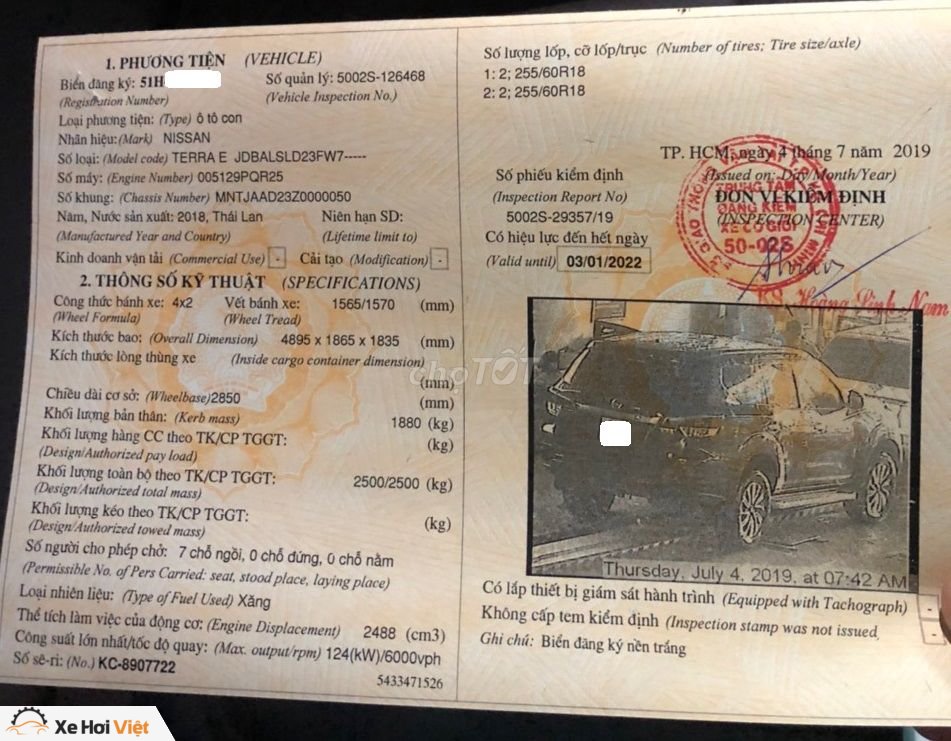 1. PHƯƠNG TIỆN (VEHICLE)
Biển đăng ký: 51H
(Registration Number)
Số quản lý: 5002S-126468
(Vehicle Inspection No.)
Loại phương tiện: (Type) ô tô con
Nhãn hiệu: (Mark) NISSAN
Số loại: (Model code) TERRA E JDBALSLD23FW7-----
Số máy: (Engine Number) 005129PQR25
Số khung: (Chassis Number) MNTJAAD23Z0000050
Năm, Nước sản xuất: 2018, Thái Lan Niên hạn SD:
(Manufactured Year and Country) (Lifetime limit to)
Kinh doanh vận tải (Commercial Use) - Cải tạo (Modification) -
2. THÔNG SỐ KỸ THUẬT (SPECIFICATIONS)
Công thức bánh xe: 4x2 Vết bánh xe: 1565/1570 (mm)
(Wheel Formula) (Wheel Tread)
Kích thước bao: (Overall Dimension) 4895 x 1865 x 1835 (mm)
Kích thước lòng thùng xe (Inside cargo container dimension)
(mm)
Chiều dài cơ sở: (Wheelbase) 2850 (mm)
Khối lượng bản thân: (Kerb mass) 1880 (kg)
Khối lượng hàng CC theo TK/CP TGGT: (kg)
(Design/Authorized pay load)
Khối lượng toàn bộ theo TK/CP TGGT: 2500/2500 (kg)
(Design/Authorized total mass)
Khối lượng kéo theo TK/CP TGGT: (kg)
(Design/Authorized towed mass)
Số người cho phép chở: 7 chỗ ngồi, 0 chỗ đứng, 0 chỗ nằm
(Permissible No. of Pers Carried: seat, stood place, laying place)
Loại nhiên liệu: (Type of Fuel Used) Xăng
Thể tích làm việc của động cơ: (Engine Displacement) 2488 (cm3)
Công suất lớn nhất/tốc độ quay: (Max. output/rpm) 124(kW)/6000vph
Số sê-ri: (No.) KC-8907722
5433471526
Số lượng lốp, cỡ lốp/trục (Number of tires; Tire size/axle)
1: 2; 255/60R18
2: 2; 255/60R18
TP. HCM, ngày 4 tháng 7 năm 2019
(Issued on: Day/Month/Year)
Số phiếu kiểm định
(Inspection Report No)
5002S-29357/19
Có hiệu lực đến hết ngày
(Valid until) 03/01/2022
ĐƠN VỊ KIỂM ĐỊNH
(INSPECTION CENTER)
TRUNG TÂM
ĐĂNG KIỂM
XE CƠ GIỚI
50-02S
KS. Hoàng Đình Nam
choTỐT
Thursday, July 4, 2019, at 07:42 AM
Có lắp thiết bị giám sát hành trình (Equipped with Tachograph) -
Không cấp tem kiểm định (Inspection stamp was not issued, -
Ghi chú: Biển đăng ký nền trắng
Xe Hơi Việt